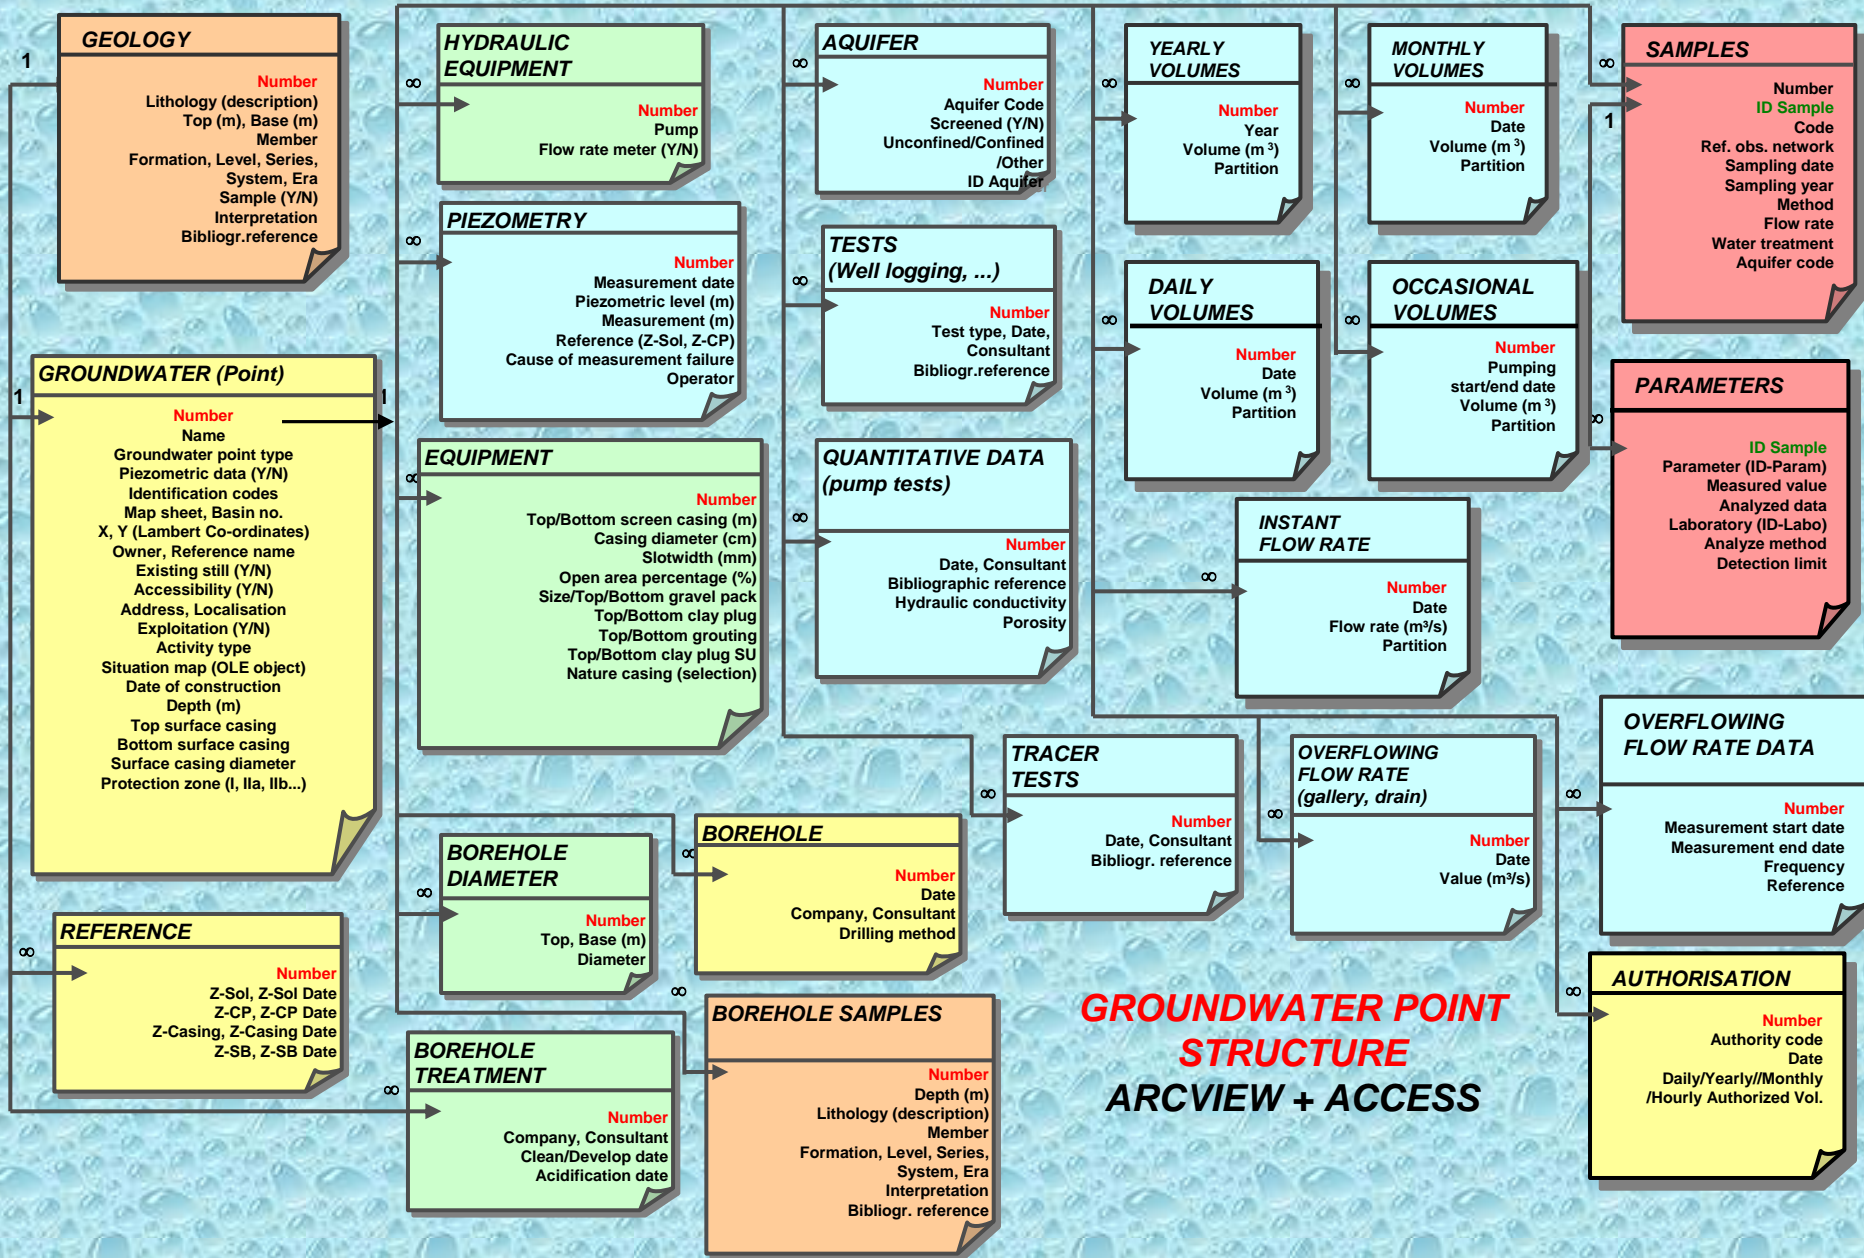 GEOLOGY
Number
Lithology (description)
Top (m), Base (m)
Member
Formation, Level, Series,
System, Era
Sample (Y/N)
Interpretation
Bibliogr.reference
1
GROUNDWATER (Point)
1
1
Number
Name
Groundwater point type
Piezometric data (Y/N)
Identification codes
Map sheet, Basin no.
X, Y (Lambert Co-ordinates)
Owner, Reference name
Existing still (Y/N)
Accessibility (Y/N)
Address, Localisation
Exploitation (Y/N)
Activity type
Situation map (OLE object)
Date of construction
Depth (m)
Top surface casing
Bottom surface casing
Surface casing diameter
Protection zone (I, IIa, IIb...)
REFERENCE
∞
Number
Z-Sol, Z-Sol Date
Z-CP, Z-CP Date
Z-Casing, Z-Casing Date
Z-SB, Z-SB Date
HYDRAULIC
EQUIPMENT
∞
Number
Pump
Flow rate meter (Y/N)
PIEZOMETRY
∞
Number
Measurement date
Piezometric level (m)
Measurement (m)
Reference (Z-Sol, Z-CP)
Cause of measurement failure
Operator
EQUIPMENT
∞
Number
Top/Bottom screen casing (m)
Casing diameter (cm)
Slotwidth (mm)
Open area percentage (%)
Size/Top/Bottom gravel pack
Top/Bottom clay plug
Top/Bottom grouting
Top/Bottom clay plug SU
Nature casing (selection)
BOREHOLE
DIAMETER
∞
Number
Top, Base (m)
Diameter
BOREHOLE
TREATMENT
∞
Number
Company, Consultant
Clean/Develop date
Acidification date
BOREHOLE
∞
Number
Date
Company, Consultant
Drilling method
BOREHOLE SAMPLES
∞
Number
Depth (m)
Lithology (description)
Member
Formation, Level, Series,
System, Era
Interpretation
Bibliogr. reference
AQUIFER
∞
Number
Aquifer Code
Screened (Y/N)
Unconfined/Confined
/Other
ID Aquifer
TESTS
(Well logging, ...)
∞
Number
Test type, Date,
Consultant
Bibliogr.reference
QUANTITATIVE DATA
(pump tests)
∞
Number
Date, Consultant
Bibliographic reference
Hydraulic conductivity
Porosity
TRACER
TESTS
∞
Number
Date, Consultant
Bibliogr. reference
YEARLY
VOLUMES
∞
Number
Year
Volume (m ³)
Partition
DAILY
VOLUMES
∞
Number
Date
Volume (m ³)
Partition
MONTHLY
VOLUMES
∞
Number
Date
Volume (m ³)
Partition
OCCASIONAL
VOLUMES
∞
Number
Pumping
start/end date
Volume (m ³)
Partition
INSTANT
FLOW RATE
∞
Number
Date
Flow rate (m³/s)
Partition
OVERFLOWING
FLOW RATE
(gallery, drain)
∞
Number
Date
Value (m³/s)
SAMPLES
∞
1
Number
ID Sample
Code
Ref. obs. network
Sampling date
Sampling year
Method
Flow rate
Water treatment
Aquifer code
PARAMETERS
∞
ID Sample
Parameter (ID-Param)
Measured value
Analyzed data
Laboratory (ID-Labo)
Analyze method
Detection limit
OVERFLOWING
FLOW RATE DATA
∞
Number
Measurement start date
Measurement end date
Frequency
Reference
AUTHORISATION
∞
Number
Authority code
Date
Daily/Yearly//Monthly
/Hourly Authorized Vol.
GROUNDWATER POINT
STRUCTURE
ARCVIEW + ACCESS